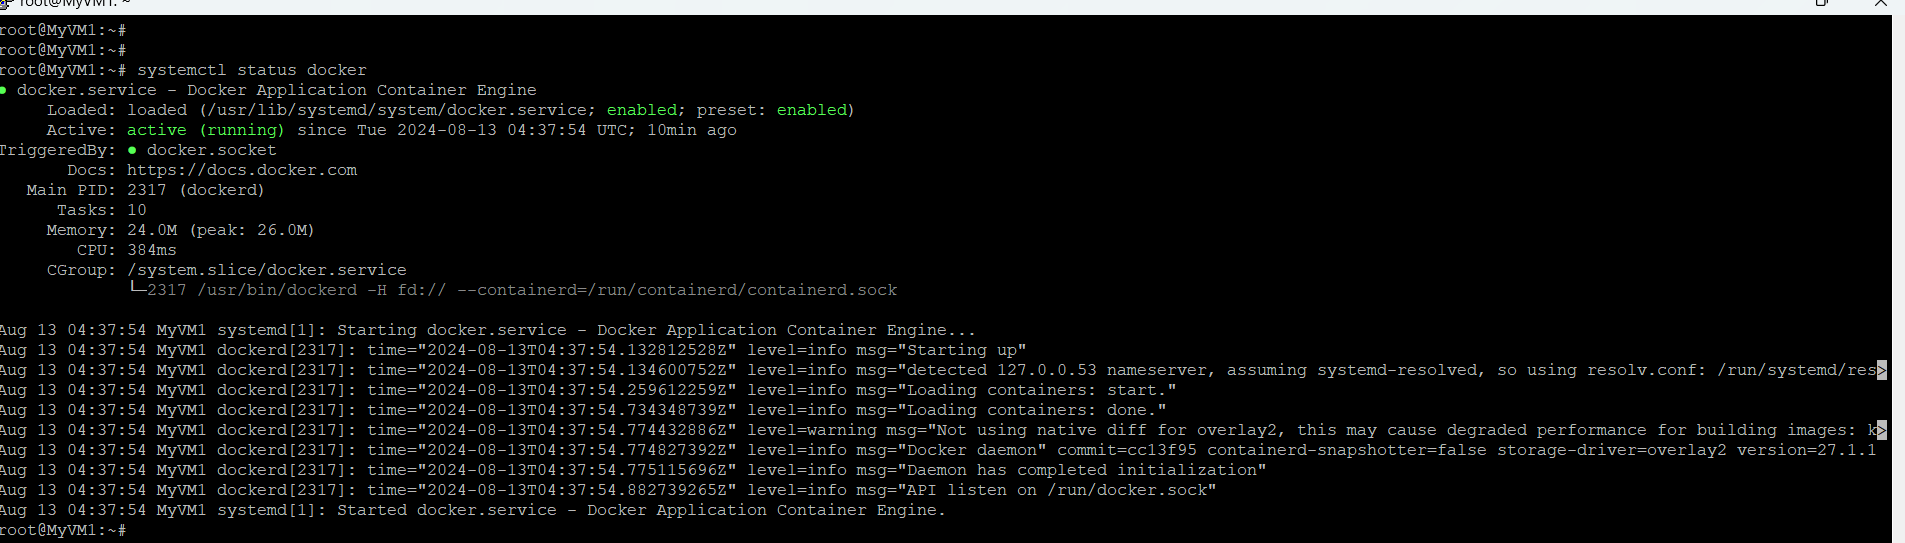 root@MyVM1: ~
root@MyVM1:~#
root@MyVM1:~#
root@MyVM1:~# systemctl status docker
● docker.service - Docker Application Container Engine
Loaded: loaded (/usr/lib/systemd/system/docker.service; enabled; preset: enabled)
Active: active (running) since Tue 2024-08-13 04:37:54 UTC; 10min ago
TriggeredBy: ● docker.socket
Docs: https://docs.docker.com
Main PID: 2317 (dockerd)
Tasks: 10
Memory: 24.0M (peak: 26.0M)
CPU: 384ms
CGroup: /system.slice/docker.service
└─2317 /usr/bin/dockerd -H fd:// --containerd=/run/containerd/containerd.sock
Aug 13 04:37:54 MyVM1 systemd[1]: Starting docker.service - Docker Application Container Engine...
Aug 13 04:37:54 MyVM1 dockerd[2317]: time="2024-08-13T04:37:54.132812528Z" level=info msg="Starting up"
Aug 13 04:37:54 MyVM1 dockerd[2317]: time="2024-08-13T04:37:54.134600752Z" level=info msg="detected 127.0.0.53 nameserver, assuming systemd-resolved, so using resolv.conf: /run/systemd/res>
Aug 13 04:37:54 MyVM1 dockerd[2317]: time="2024-08-13T04:37:54.259612259Z" level=info msg="Loading containers: start."
Aug 13 04:37:54 MyVM1 dockerd[2317]: time="2024-08-13T04:37:54.734348739Z" level=info msg="Loading containers: done."
Aug 13 04:37:54 MyVM1 dockerd[2317]: time="2024-08-13T04:37:54.774432886Z" level=warning msg="Not using native diff for overlay2, this may cause degraded performance for building images: k>
Aug 13 04:37:54 MyVM1 dockerd[2317]: time="2024-08-13T04:37:54.774827392Z" level=info msg="Docker daemon" commit=cc13f95 containerd-snapshotter=false storage-driver=overlay2 version=27.1.1
Aug 13 04:37:54 MyVM1 dockerd[2317]: time="2024-08-13T04:37:54.775115696Z" level=info msg="Daemon has completed initialization"
Aug 13 04:37:54 MyVM1 dockerd[2317]: time="2024-08-13T04:37:54.882739265Z" level=info msg="API listen on /run/docker.sock"
Aug 13 04:37:54 MyVM1 systemd[1]: Started docker.service - Docker Application Container Engine.
root@MyVM1:~#